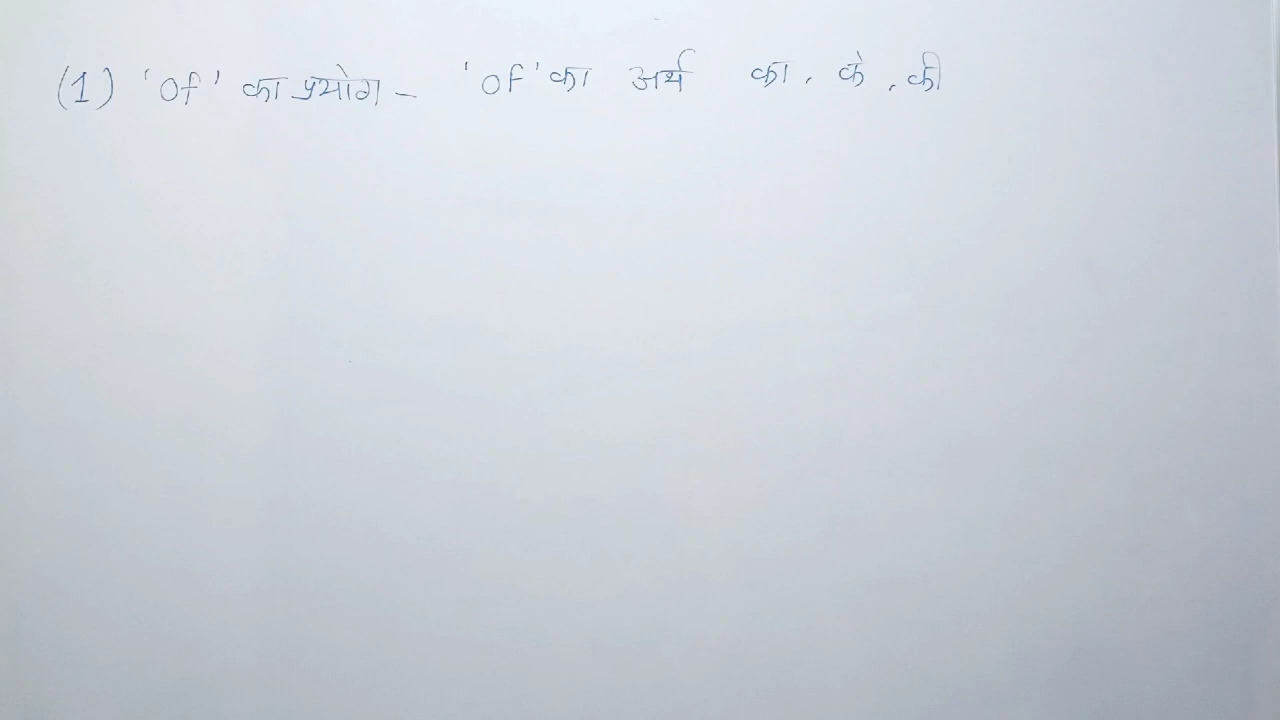 (1) 'Of' का प्रयोग - 'of' का अर्थ का, के, की